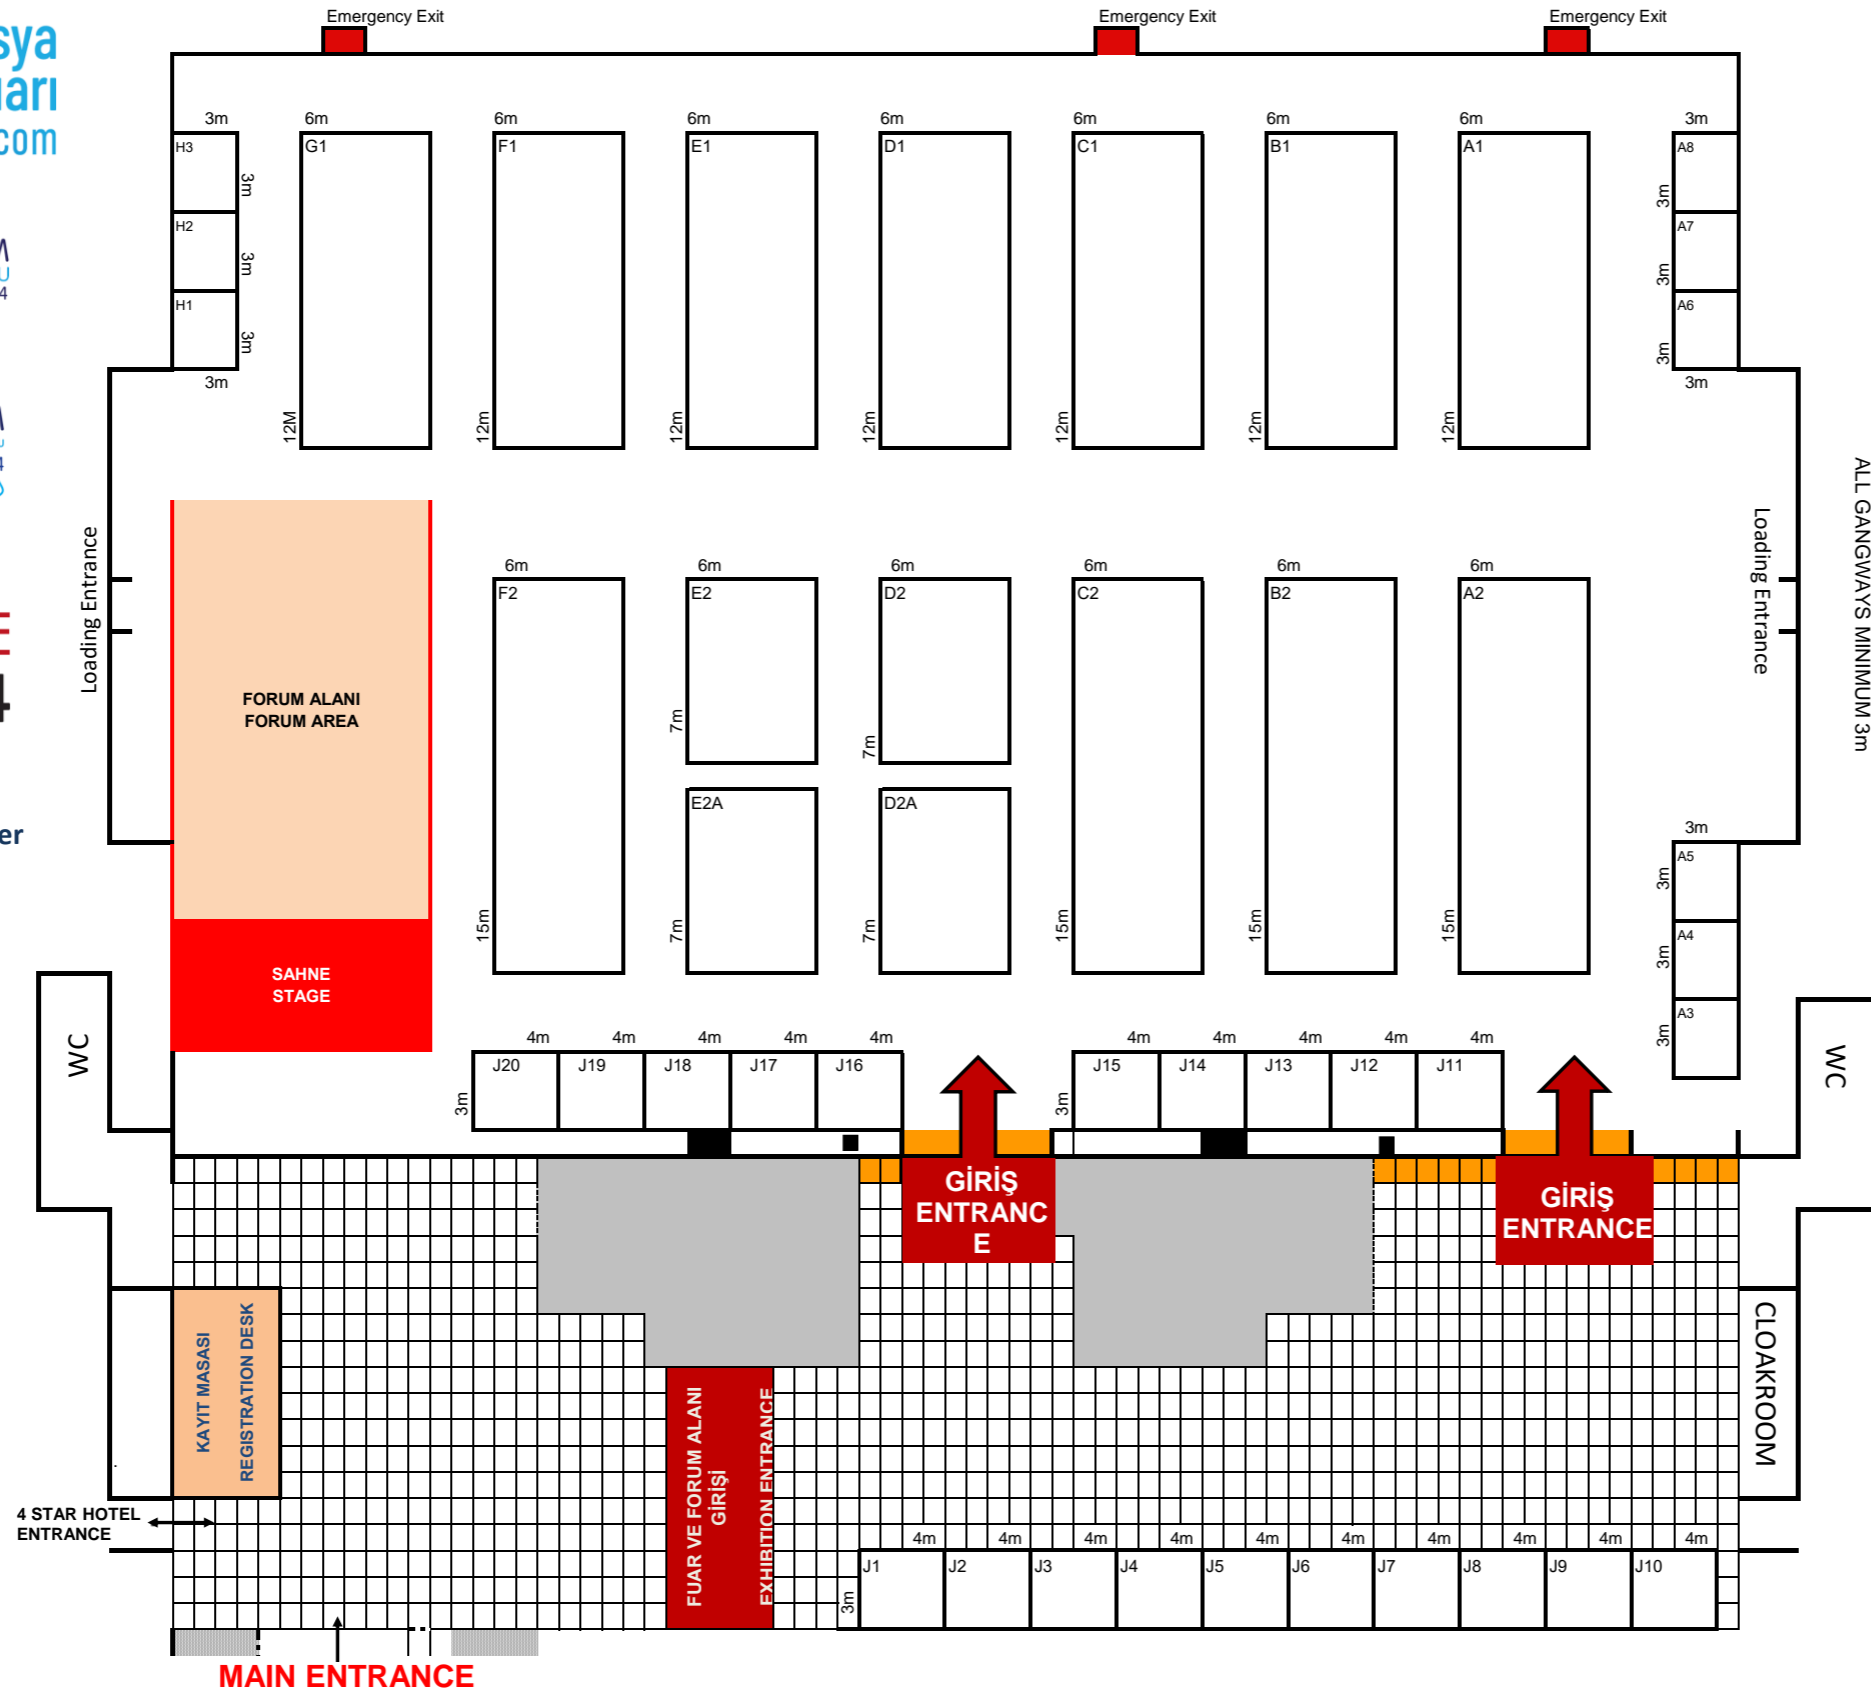 Emergency Exit
Emergency Exit
Emergency Exit
sya
com
3m
6m
6m
6m
6m
6m
6m
6m
3m
H3
G1
F1
E1
D1
C1
B1
A1
A8
3m
3m
H2
A7
3m
3m
H1
A6
3m
3m
3m
3m
12M
12m
12m
12m
12m
12m
12m
4
Loading Entrance
Loading Entrance
ALL GANGWAYS MINIMUM 3m
6m
6m
6m
6m
6m
6m
F2
E2
D2
C2
B2
A2
FORUM ALANI
FORUM AREA
7m
7m
E2A
D2A
er
3m
A5
3m
15m
7m
7m
15m
15m
15m
A4
3m
SAHNE
STAGE
A3
3m
WC
WC
4m
4m
4m
4m
4m
4m
4m
4m
4m
4m
J20
J19
J18
J17
J16
J15
J14
J13
J12
J11
3m
3m
GİRİŞ
ENTRANC
E
GİRİŞ
ENTRANCE
KAYIT MASASI
REGISTRATION DESK
CLOAKROOM
FUAR VE FORUM ALANI
GİRİŞİ
EXHIBITION ENTRANCE
4 STAR HOTEL
ENTRANCE
4m
4m
4m
4m
4m
4m
4m
4m
4m
4m
J1
J2
J3
J4
J5
J6
J7
J8
J9
J10
3m
MAIN ENTRANCE